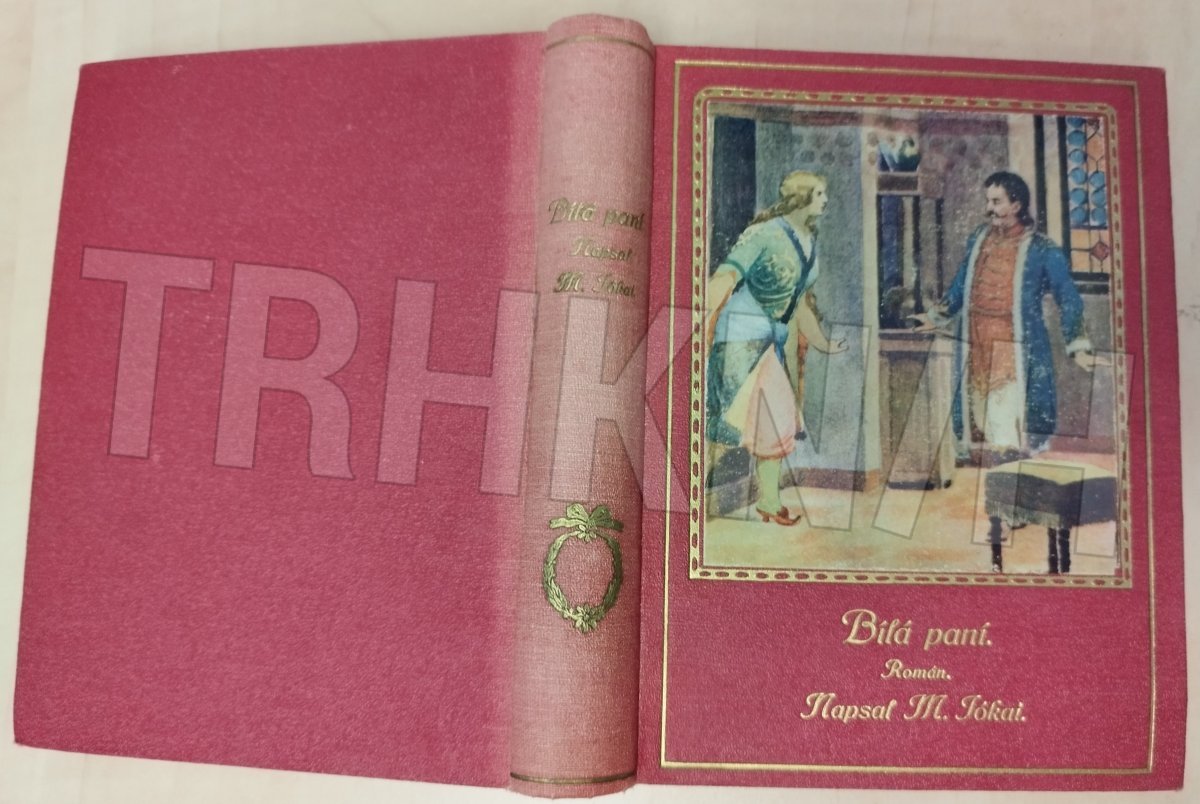 Bílá paní
Napsal
M. Jókai.
Bílá paní.
Román.
Napsal M. Jókai.
TRHKNIH